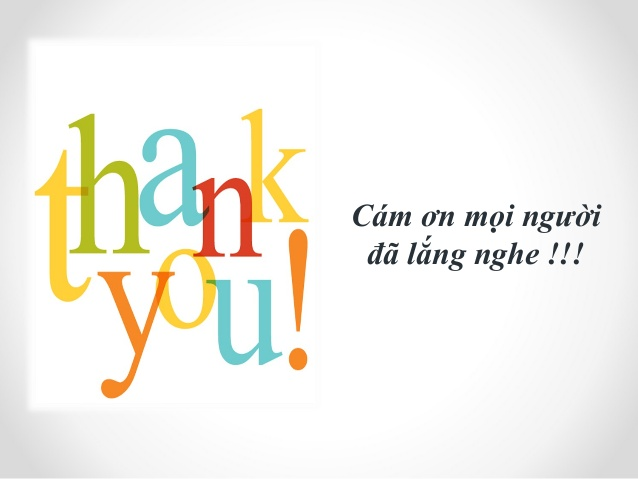 thank
you!
Cám ơn mọi người
đã lắng nghe !!!